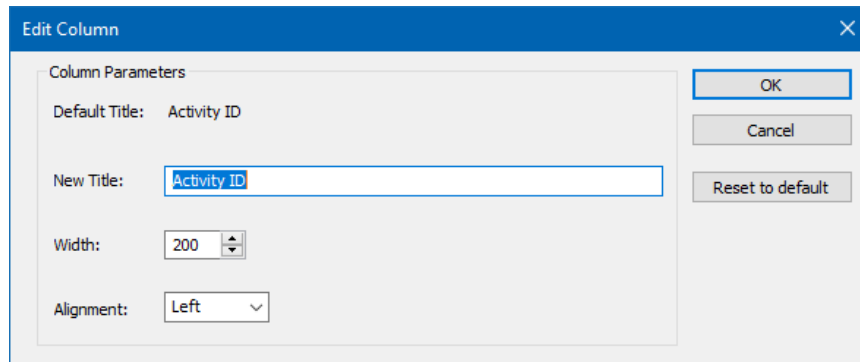 Edit Column
Column Parameters
Default Title: Activity ID
New Title: Activity ID
Width: 200
Alignment: Left
OK
Cancel
Reset to default